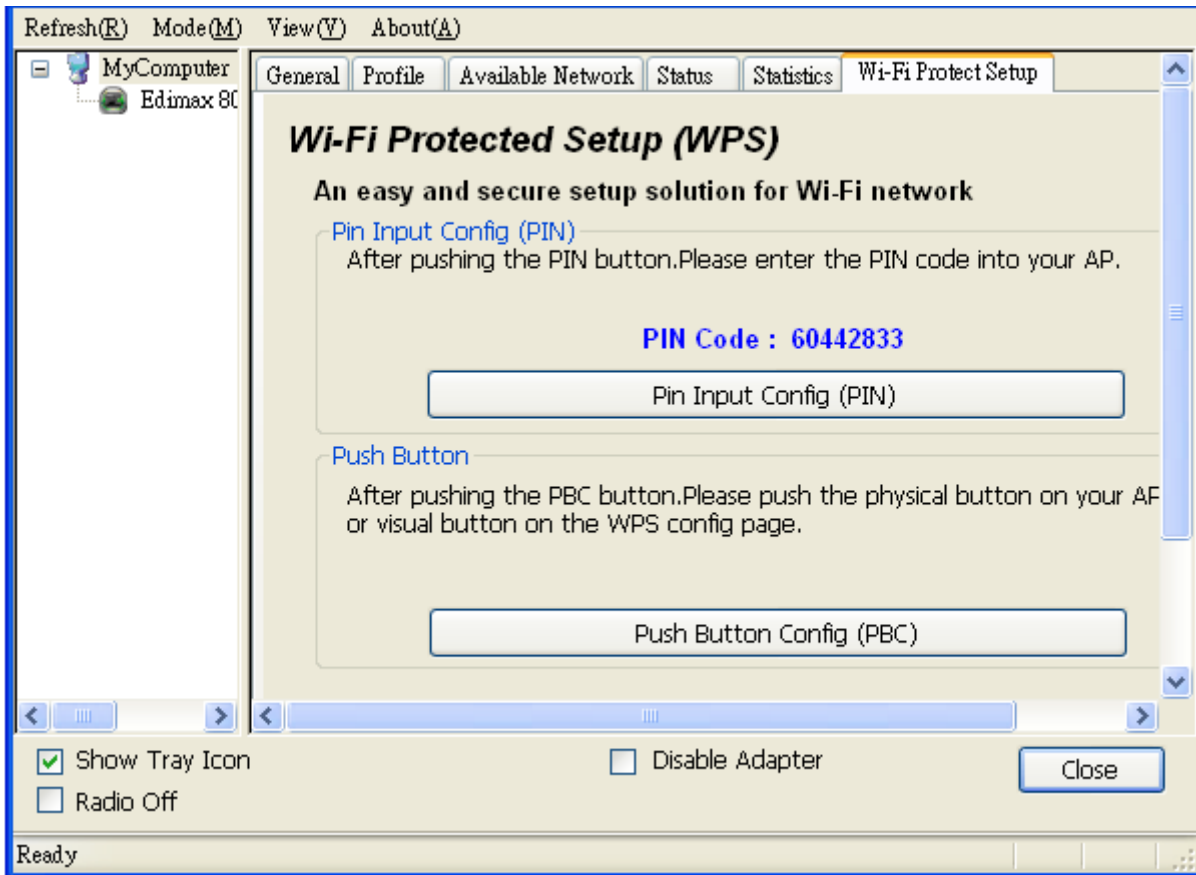 Refresh(R) Mode(M) View(V) About(A)
MyComputer
Edimax 80
General Profile Available Network Status Statistics Wi-Fi Protect Setup
Wi-Fi Protected Setup (WPS)
An easy and secure setup solution for Wi-Fi network
Pin Input Config (PIN)
After pushing the PIN button.Please enter the PIN code into your AP.
PIN Code : 60442833
Pin Input Config (PIN)
Push Button
After pushing the PBC button.Please push the physical button on your AP
or visual button on the WPS config page.
Push Button Config (PBC)
Show Tray Icon
Disable Adapter
Close
Radio Off
Ready